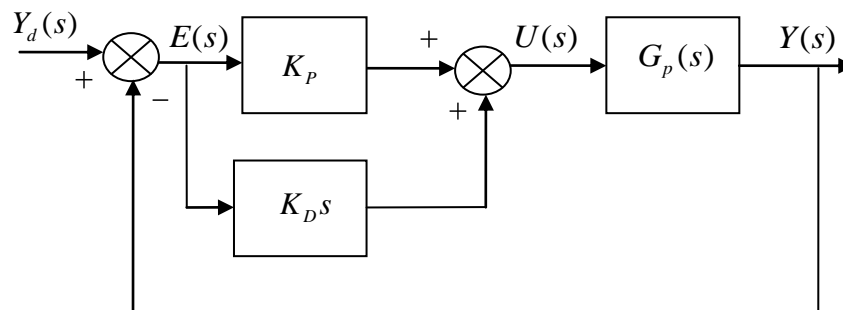 Y_d(s)
E(s)
+
U(s)
Y(s)
K_P
G_p(s)
+
−
+
K_D s